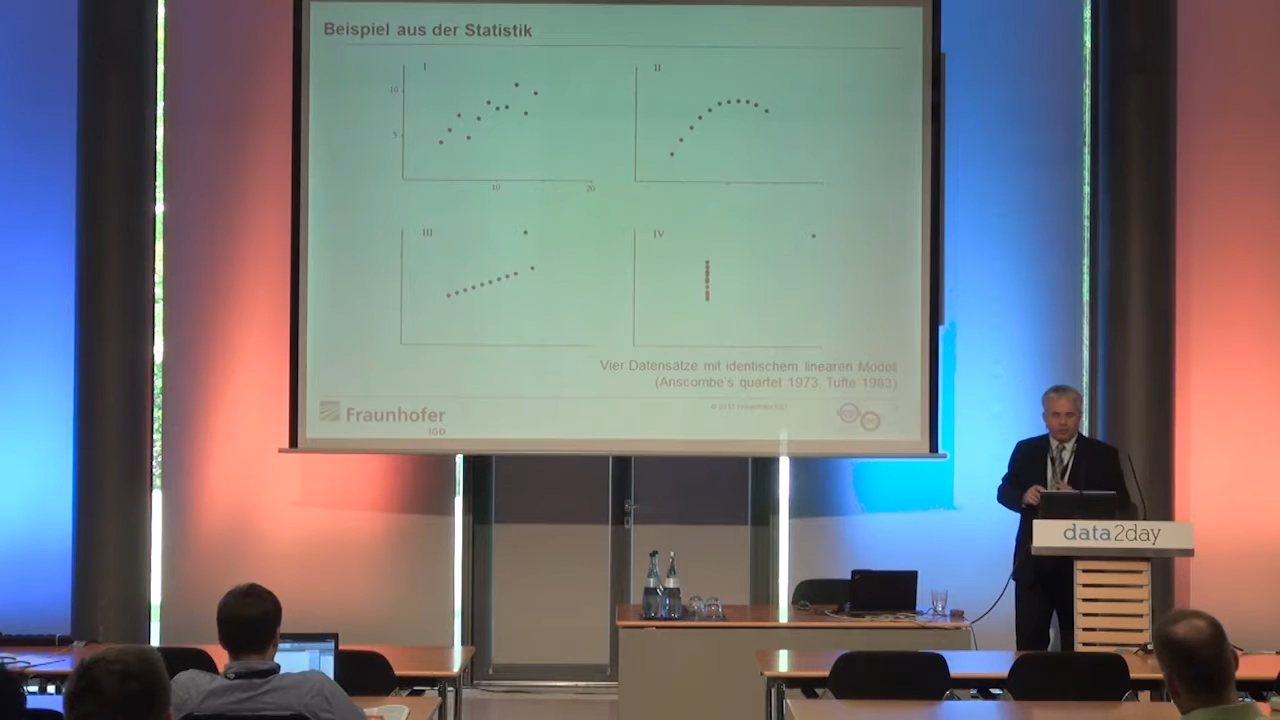 Beispiel aus der Statistik
I
10
5
10
20
II
III
IV
Vier Datensätze mit identischem linearen Modell
(Anscombe's quartet 1973, Tufte 1983)
Fraunhofer
IGD
data2day